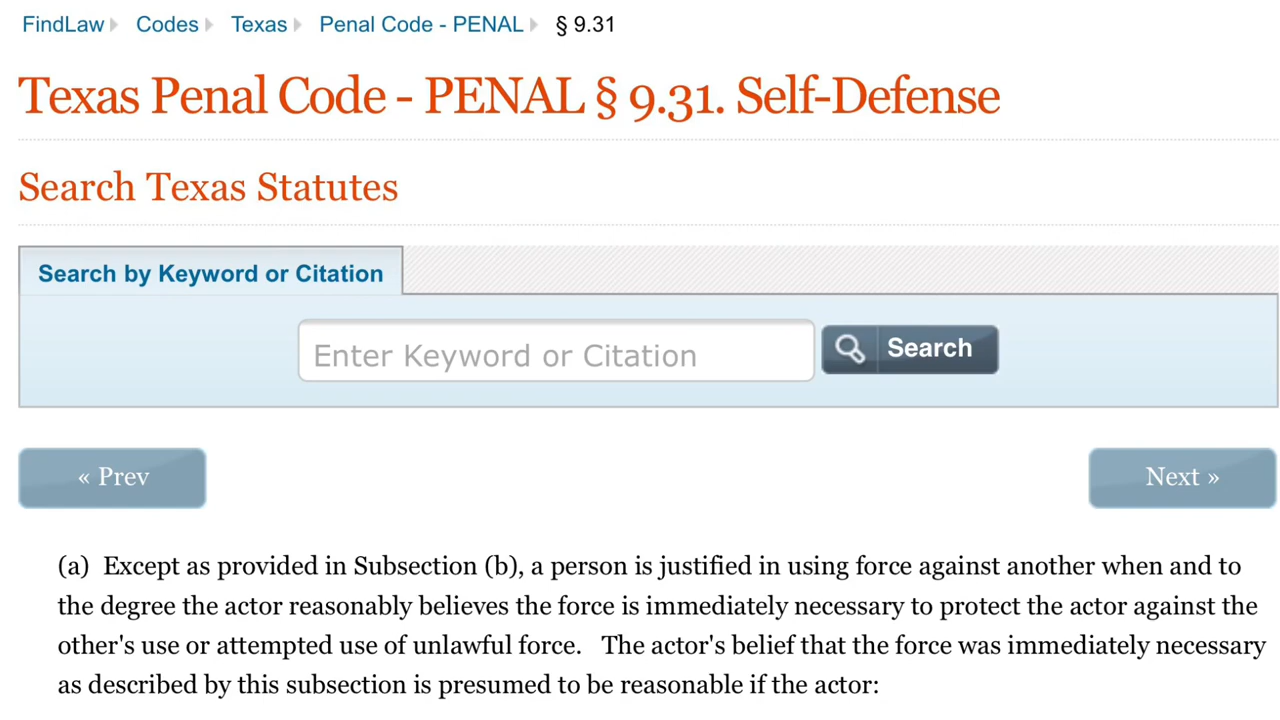 FindLaw Codes Texas Penal Code - PENAL § 9.31
Texas Penal Code - PENAL § 9.31. Self-Defense
Search Texas Statutes
Search by Keyword or Citation
Enter Keyword or Citation Search
« Prev Next »
(a) Except as provided in Subsection (b), a person is justified in using force against another when and to
the degree the actor reasonably believes the force is immediately necessary to protect the actor against the
other's use or attempted use of unlawful force. The actor's belief that the force was immediately necessary
as described by this subsection is presumed to be reasonable if the actor: